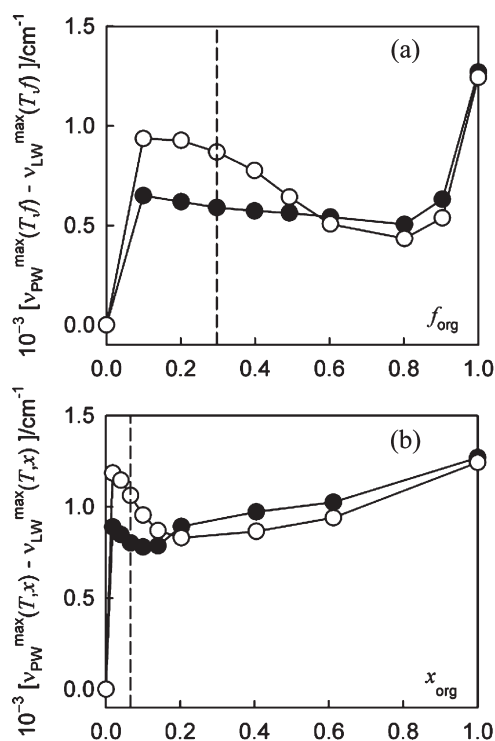 (a)
10⁻³ [ν_PW^max(T,f) - ν_LW^max(T,f) ]/cm⁻¹
1.5
1.0
0.5
0.0
f_org
0.0 0.2 0.4 0.6 0.8 1.0
(b)
10⁻³ [ν_PW^max(T,x) - ν_LW^max(T,x) ]/cm⁻¹
1.5
1.0
0.5
0.0
x_org
0.0 0.2 0.4 0.6 0.8 1.0